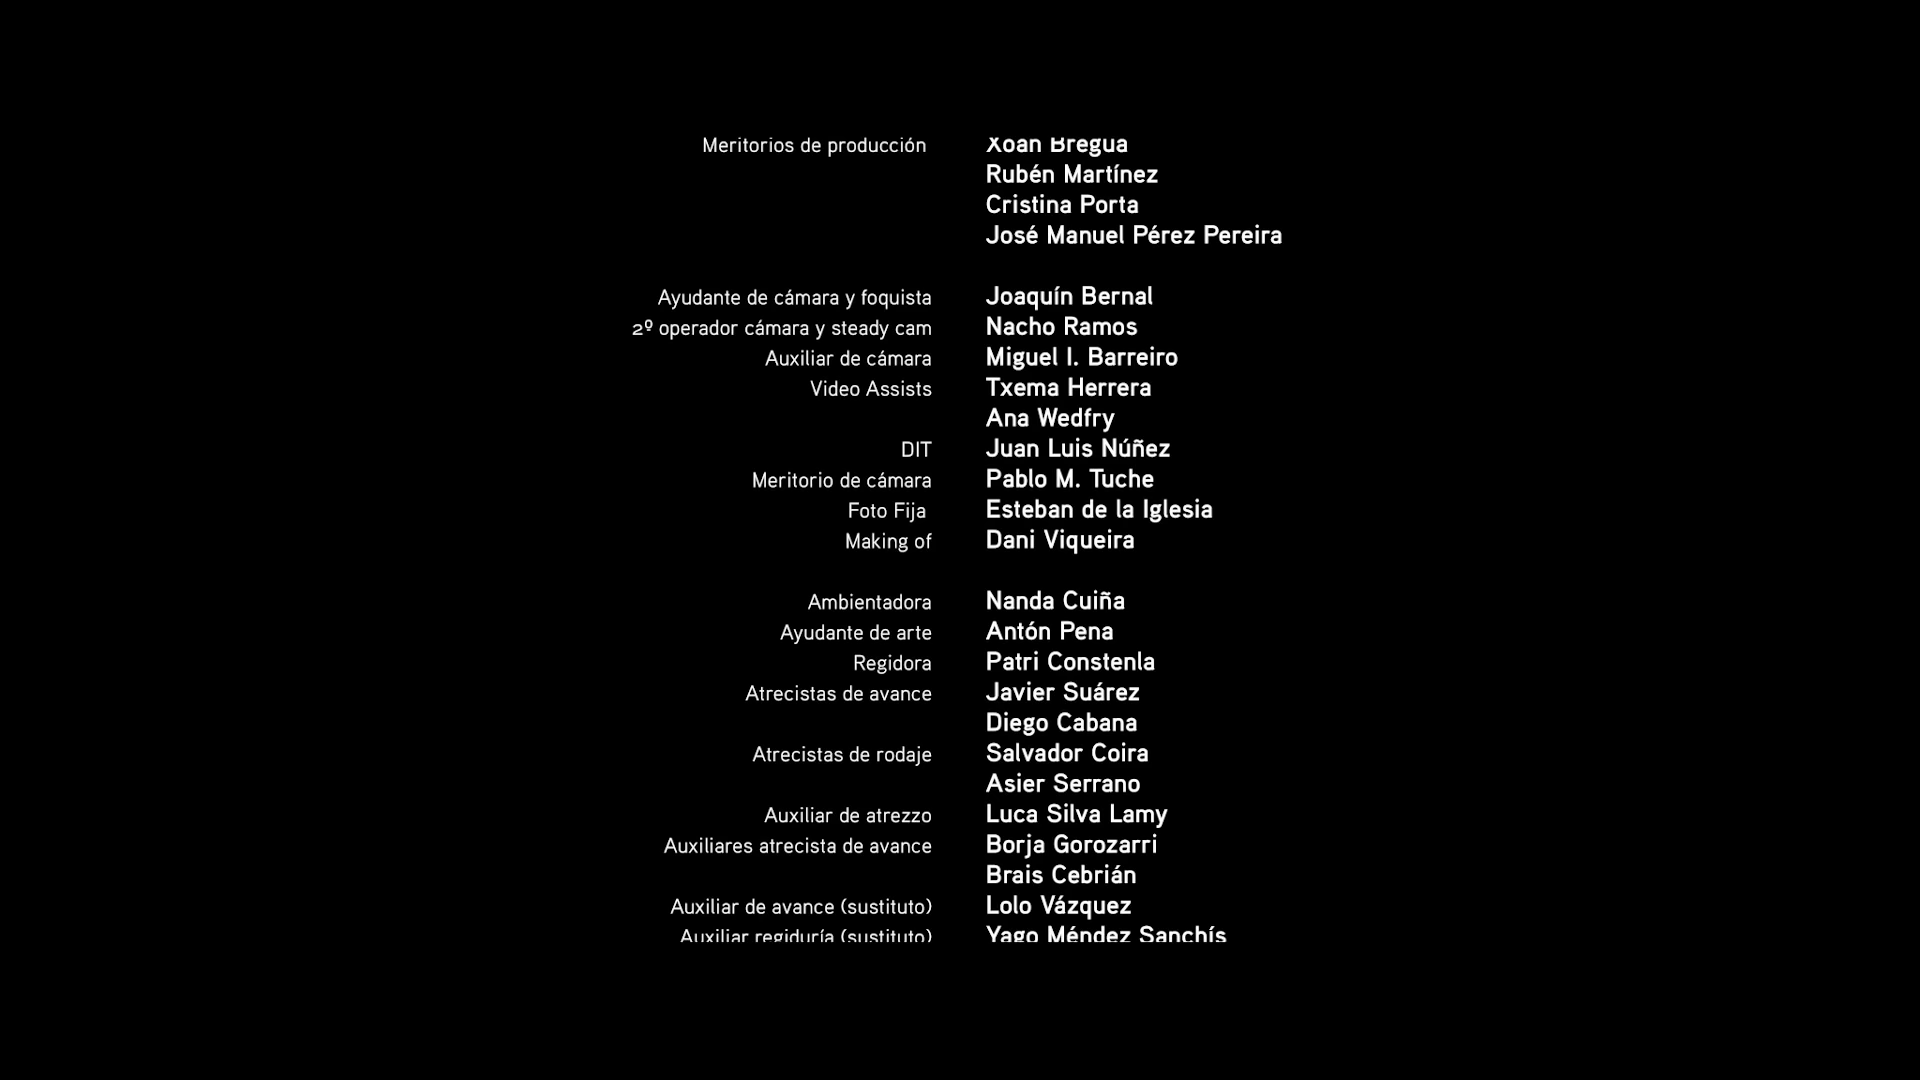 Meritorios de producción Xoan Bregua
Rubén Martínez
Cristina Porta
José Manuel Pérez Pereira
Ayudante de cámara y foquista Joaquín Bernal
2º operador cámara y steady cam Nacho Ramos
Auxiliar de cámara Miguel I. Barreiro
Video Assists Txema Herrera
Ana Wedfry
DIT Juan Luis Núñez
Meritorio de cámara Pablo M. Tuche
Foto Fija Esteban de la Iglesia
Making of Dani Viqueira
Ambientadora Nanda Cuiña
Ayudante de arte Antón Pena
Regidora Patri Constenla
Atrecistas de avance Javier Suárez
Diego Cabana
Atrecistas de rodaje Salvador Coira
Asier Serrano
Auxiliar de atrezzo Luca Silva Lamy
Auxiliares atrecista de avance Borja Gorozarri
Brais Cebrián
Auxiliar de avance (sustituto) Lolo Vázquez
Auxiliar regiduría (sustituto) Yago Méndez Sanchís